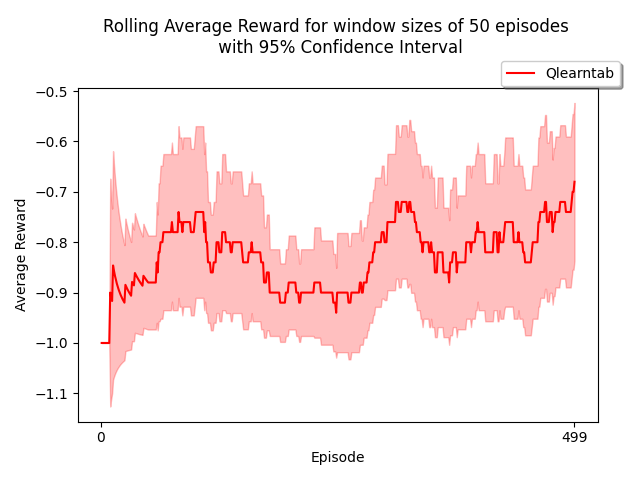 Rolling Average Reward for window sizes of 50 episodes
with 95% Confidence Interval
Qlearntab
−0.5
−0.6
−0.7
−0.8
−0.9
−1.0
−1.1
Average Reward
0
499
Episode